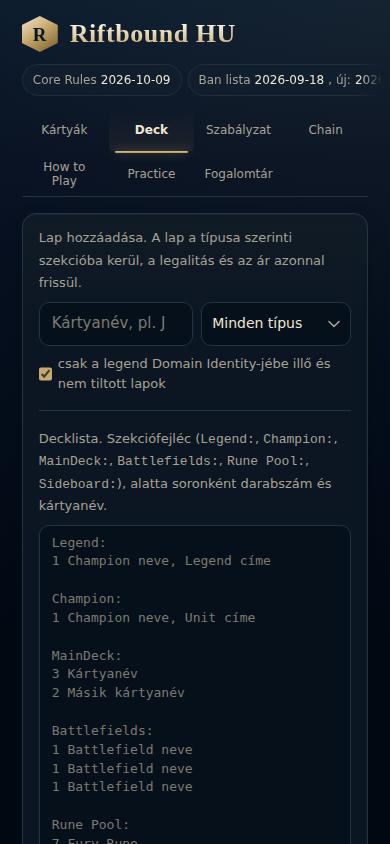 R Riftbound HU
Core Rules 2026-10-09 Ban lista 2026-09-18 , új: 202
Kártyák Deck Szabályzat Chain
How to Play Practice Fogalomtár
Lap hozzáadása. A lap a típusa szerinti
szekcióba kerül, a legalitás és az ár azonnal
frissül.
Kártyanév, pl. J Minden típus
csak a legend Domain Identity-jébe illő és
nem tiltott lapok
Decklista. Szekciófejléc (Legend:, Champion:,
MainDeck:, Battlefields:, Rune Pool:,
Sideboard:), alatta soronként darabszám és
kártyanév.
Legend:
1 Champion neve, Legend címe
Champion:
1 Champion neve, Unit címe
MainDeck:
3 Kártyanév
2 Másik kártyanév
Battlefields:
1 Battlefield neve
1 Battlefield neve
1 Battlefield neve
Rune Pool:
7 Fury Rune